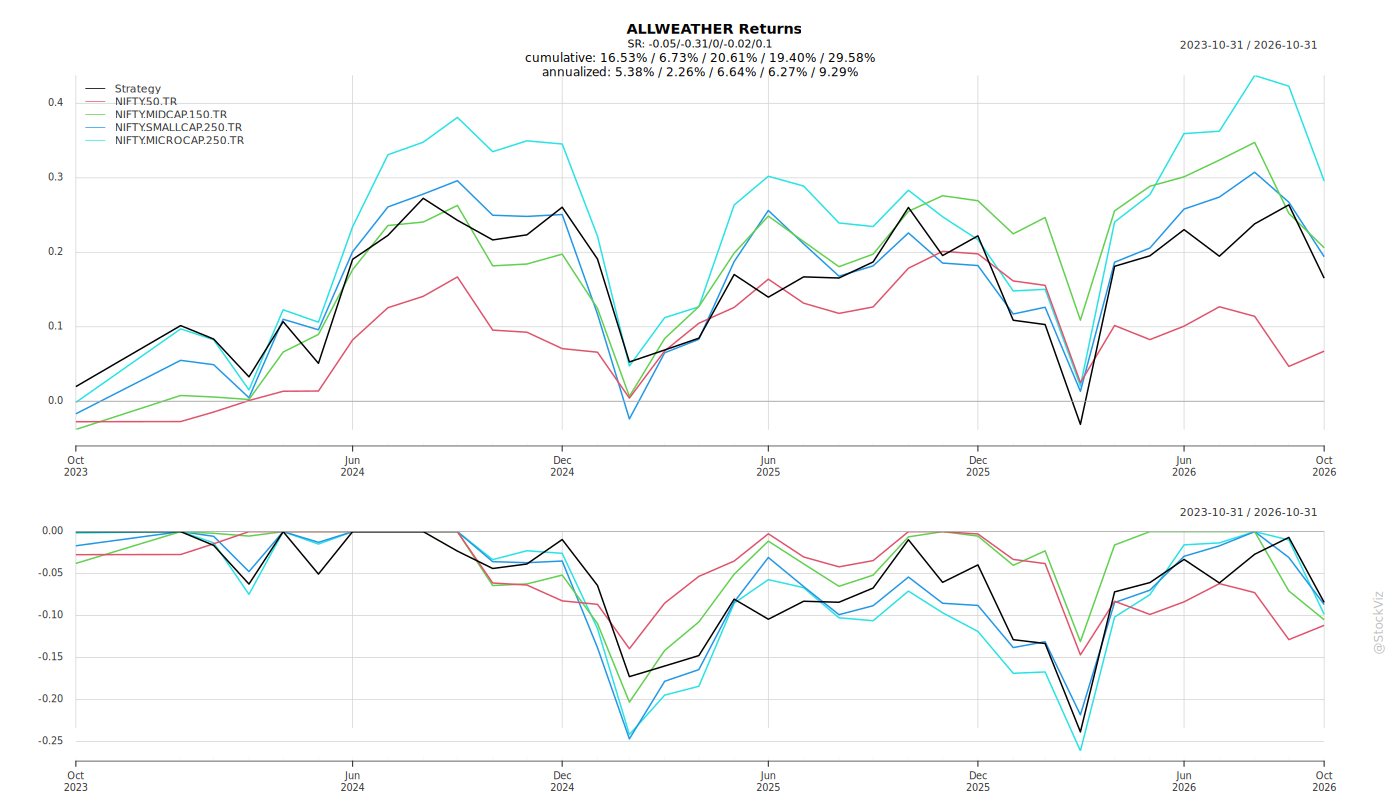 ALLWEATHER Returns
SR: -0.05/-0.31/0/-0.02/0.1
cumulative: 16.53% / 6.73% / 20.61% / 19.40% / 29.58%
annualized: 5.38% / 2.26% / 6.64% / 6.27% / 9.29%
2023-10-31 / 2026-10-31
Strategy
NIFTY.50.TR
NIFTY.MIDCAP.150.TR
NIFTY.SMALLCAP.250.TR
NIFTY.MICROCAP.250.TR
0.4
0.3
0.2
0.1
0.0
Oct 2023
Jun 2024
Dec 2024
Jun 2025
Dec 2025
Jun 2026
Oct 2026
2023-10-31 / 2026-10-31
0.00
-0.05
-0.10
-0.15
-0.20
-0.25
Oct 2023
Jun 2024
Dec 2024
Jun 2025
Dec 2025
Jun 2026
Oct 2026
@StockViz